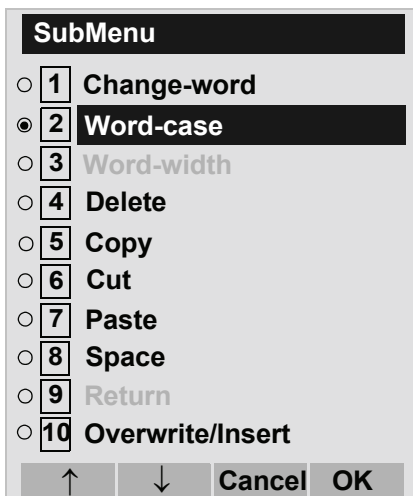 SubMenu
1 Change-word
2 Word-case
3 Word-width
4 Delete
5 Copy
6 Cut
7 Paste
8 Space
9 Return
10 Overwrite/Insert
↑ ↓ Cancel OK